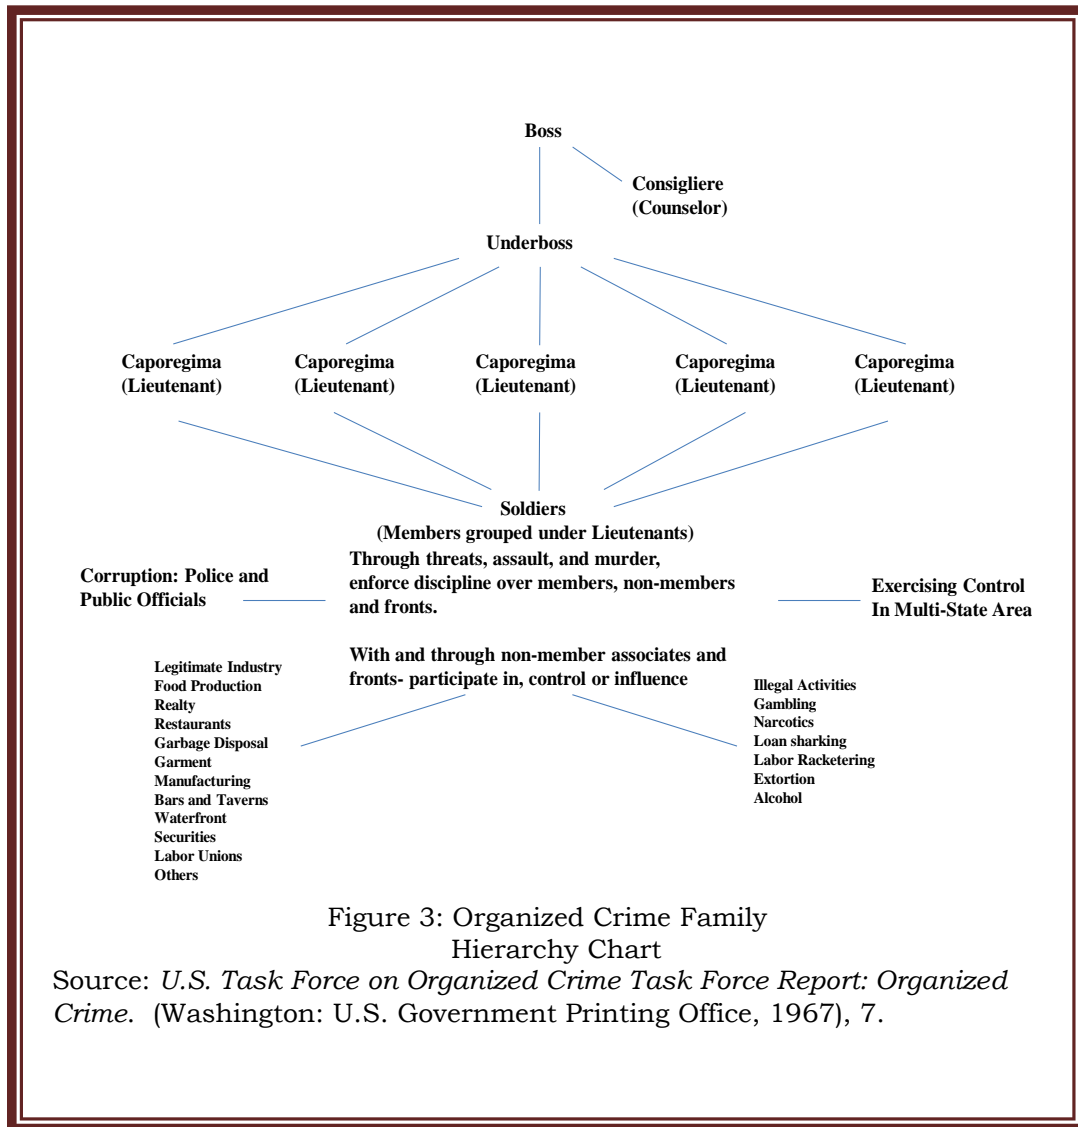 Boss
Consigliere
(Counselor)
Underboss
Caporegima
(Lieutenant)
Caporegima
(Lieutenant)
Caporegima
(Lieutenant)
Caporegima
(Lieutenant)
Caporegima
(Lieutenant)
Soldiers
(Members grouped under Lieutenants)
Through threats, assault, and murder,
enforce discipline over members, non-members
and fronts.
Corruption: Police and
Public Officials
Exercising Control
In Multi-State Area
With and through non-member associates and
fronts- participate in, control or influence
Legitimate Industry
Food Production
Realty
Restaurants
Garbage Disposal
Garment
Manufacturing
Bars and Taverns
Waterfront
Securities
Labor Unions
Others
Illegal Activities
Gambling
Narcotics
Loan sharking
Labor Racketering
Extortion
Alcohol
Figure 3: Organized Crime Family
Hierarchy Chart
Source: U.S. Task Force on Organized Crime Task Force Report: Organized
Crime. (Washington: U.S. Government Printing Office, 1967), 7.